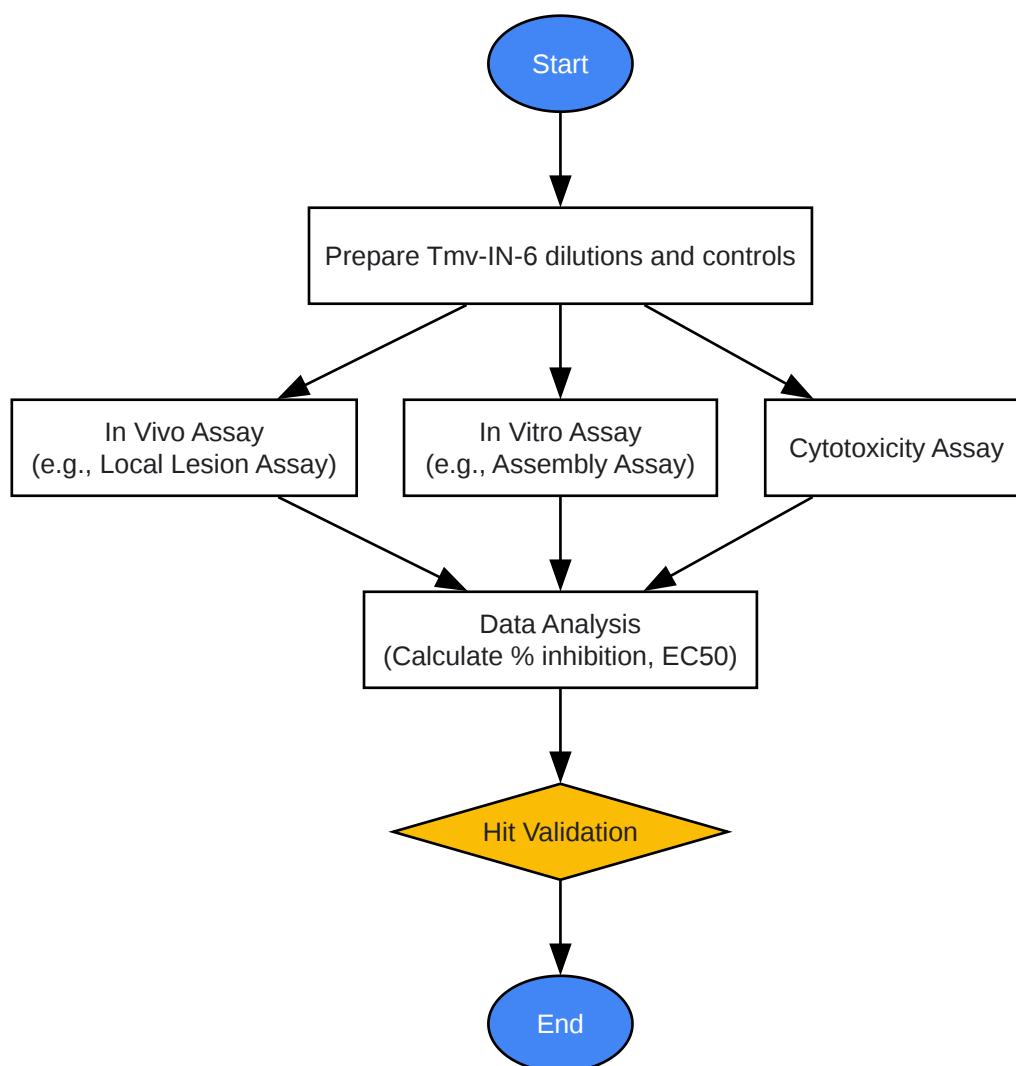 Start
Prepare Tmv-IN-6 dilutions and controls
In Vivo Assay
(e.g., Local Lesion Assay)
In Vitro Assay
(e.g., Assembly Assay)
Cytotoxicity Assay
Data Analysis
(Calculate % inhibition, EC50)
Hit Validation
End